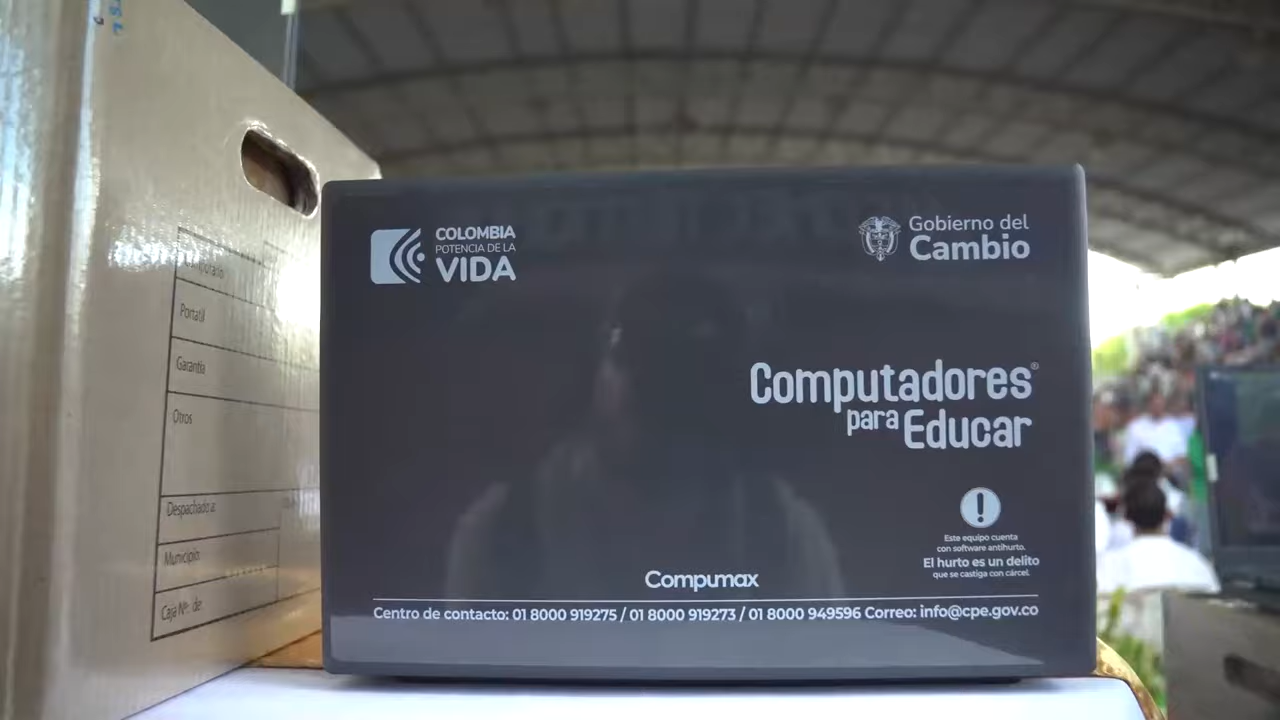 Portátil
Garantía
Otros
Despachado a:
Municipio:
Caja Nº: de:
COLOMBIA
POTENCIA DE LA
VIDA
Gobierno del
Cambio
Computadores®
para Educar
Este equipo cuenta
con software antihurto.
El hurto es un delito
que se castiga con cárcel.
Compumax
Centro de contacto: 01 8000 919275 / 01 8000 919273 / 01 8000 949596 Correo: info@cpe.gov.co